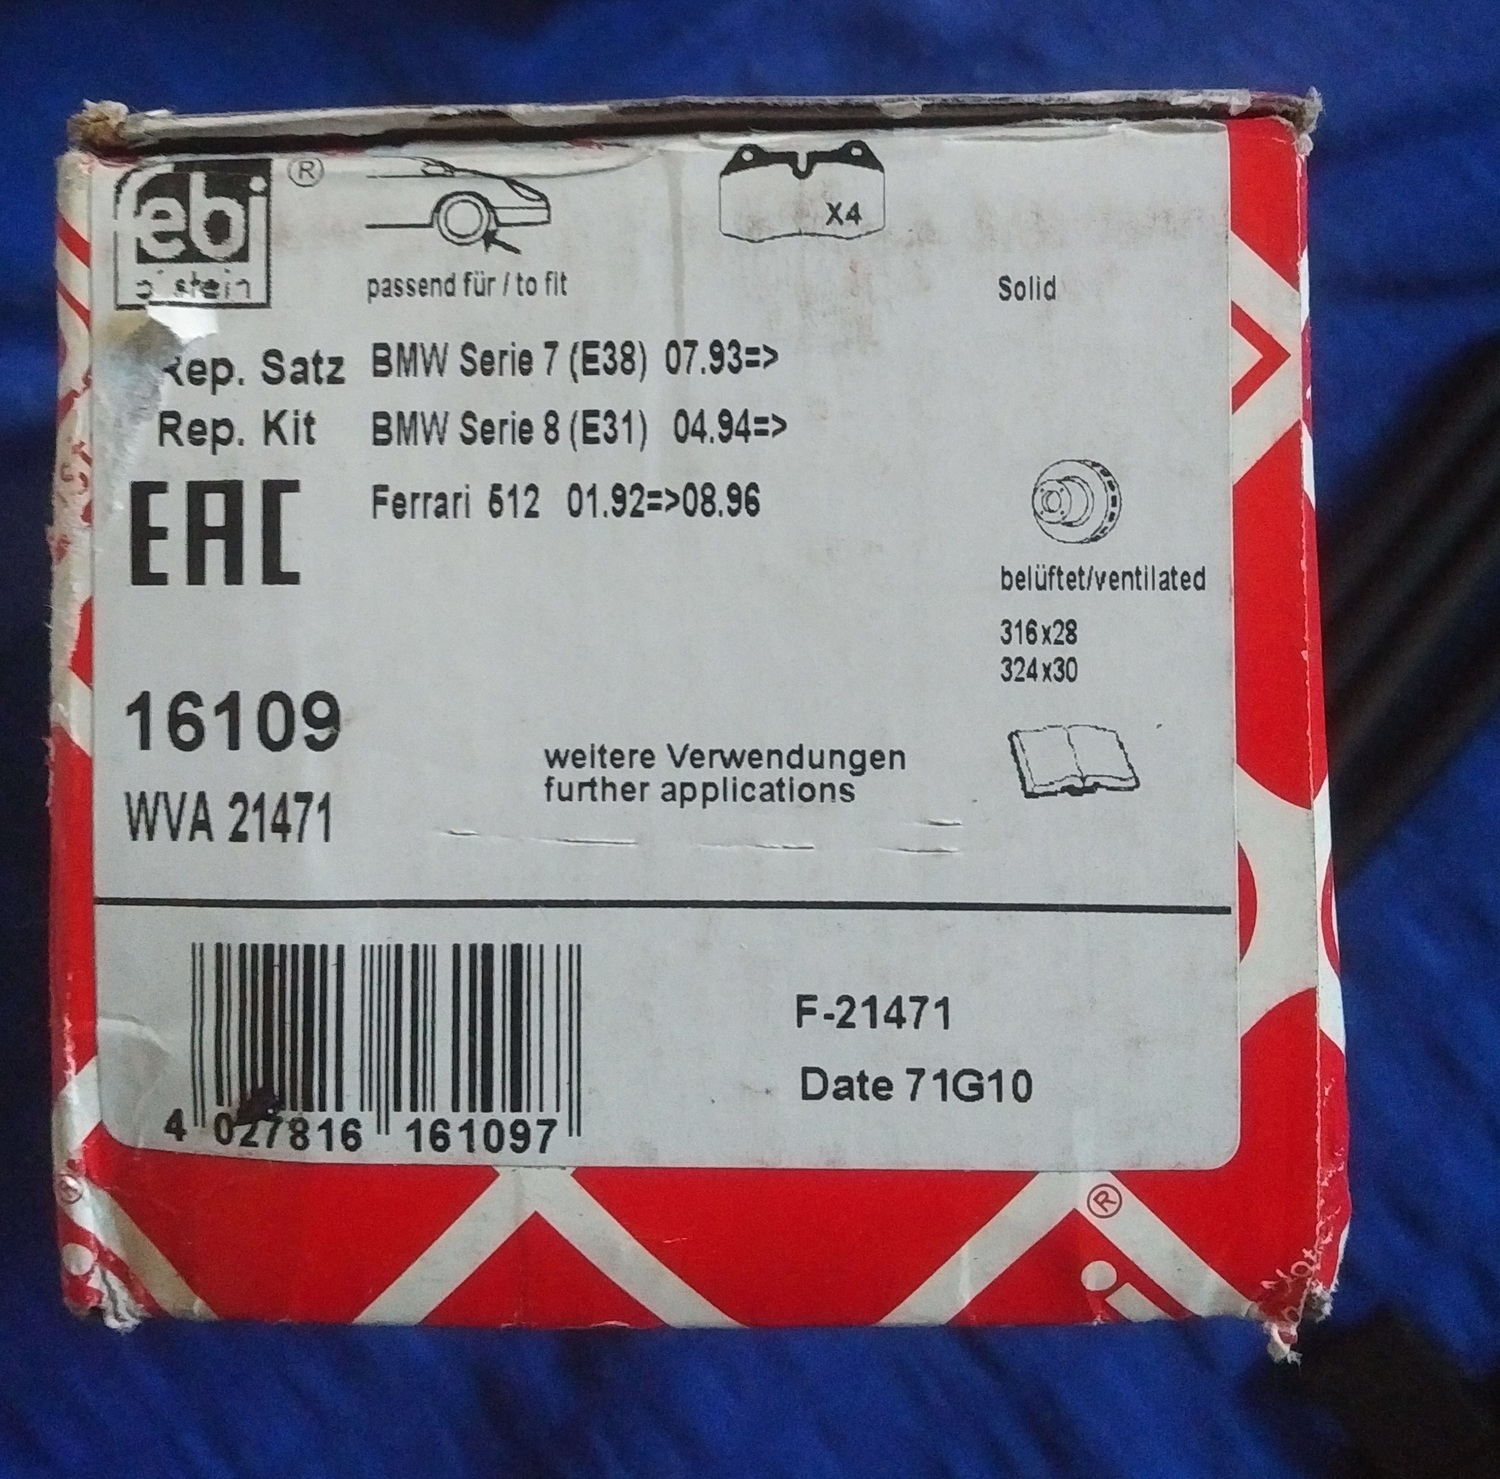 febi ®
stein
X4
passend für / to fit
Solid
Rep. Satz BMW Serie 7 (E38) 07.93=>
Rep. Kit BMW Serie 8 (E31) 04.94=>
EAC Ferrari 512 01.92=>08.96
belüftet/ventilated
316x28
324x30
16109
weitere Verwendungen
further applications
WVA 21471
F-21471
Date 71G10
4 027816 161097
®